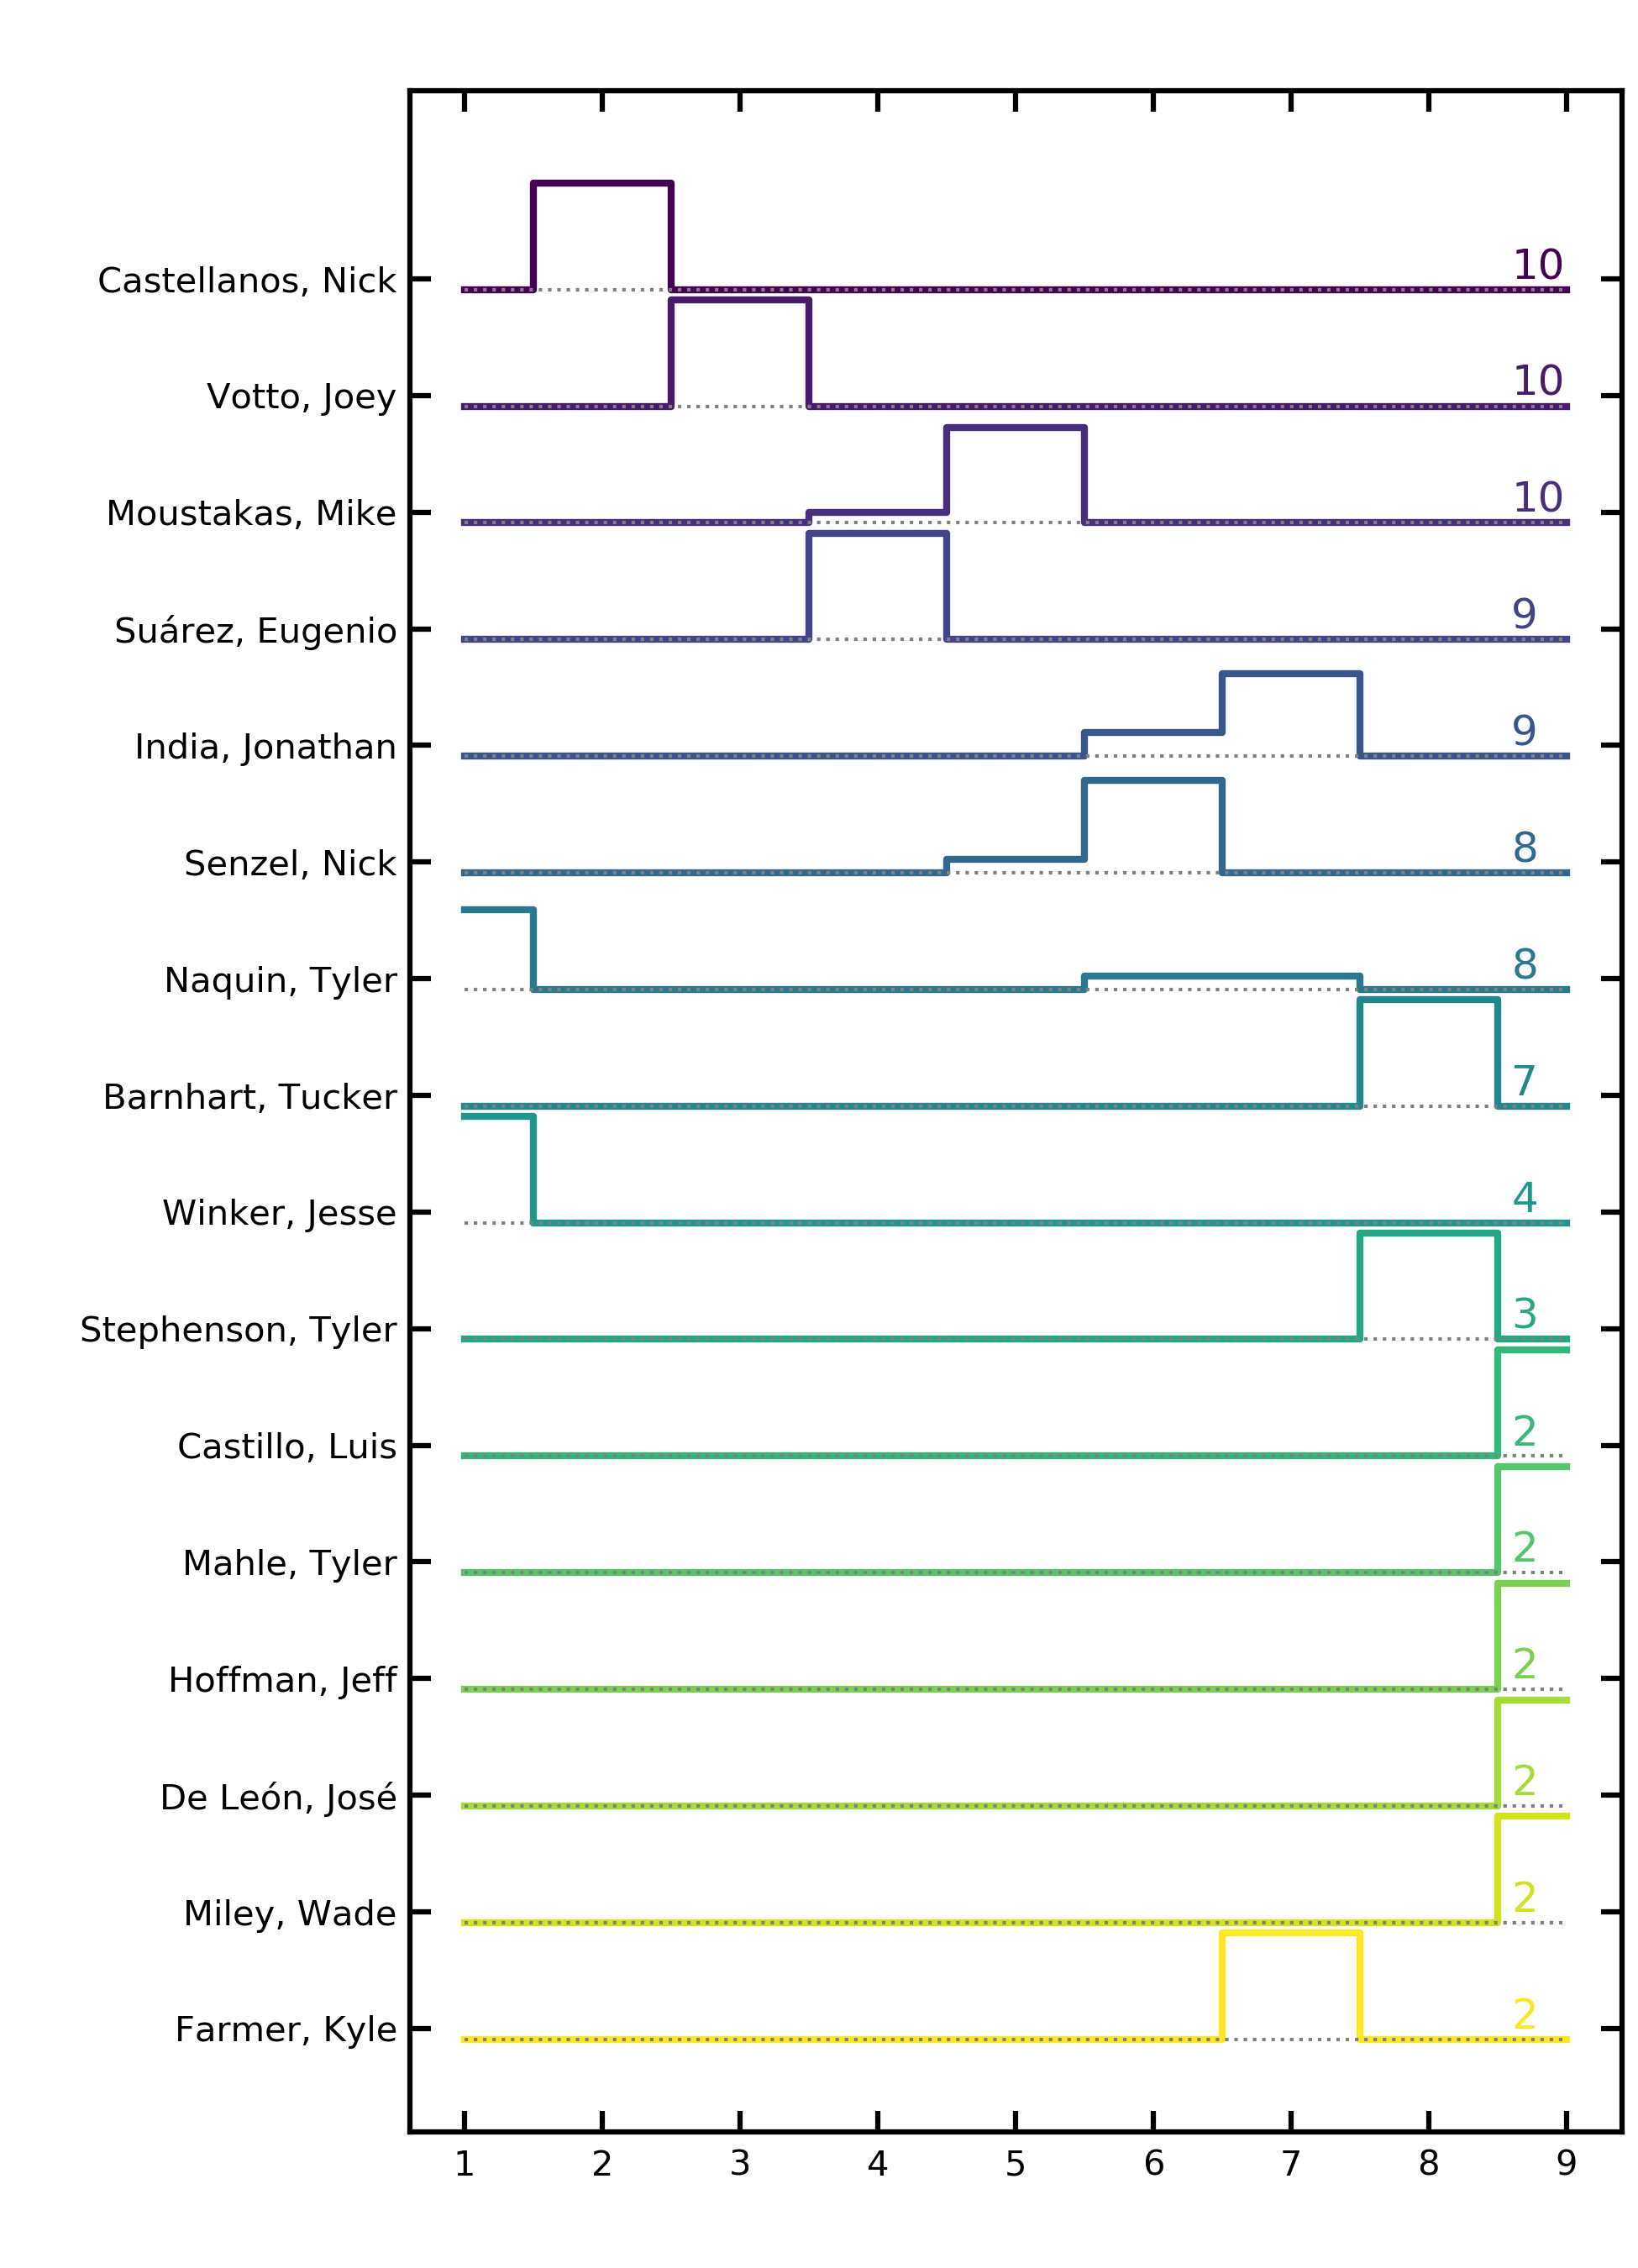 Castellanos, Nick 10
Votto, Joey 10
Moustakas, Mike 10
Suárez, Eugenio 9
India, Jonathan 9
Senzel, Nick 8
Naquin, Tyler 8
Barnhart, Tucker 7
Winker, Jesse 4
Stephenson, Tyler 3
Castillo, Luis 2
Mahle, Tyler 2
Hoffman, Jeff 2
De León, José 2
Miley, Wade 2
Farmer, Kyle 2
1 2 3 4 5 6 7 8 9